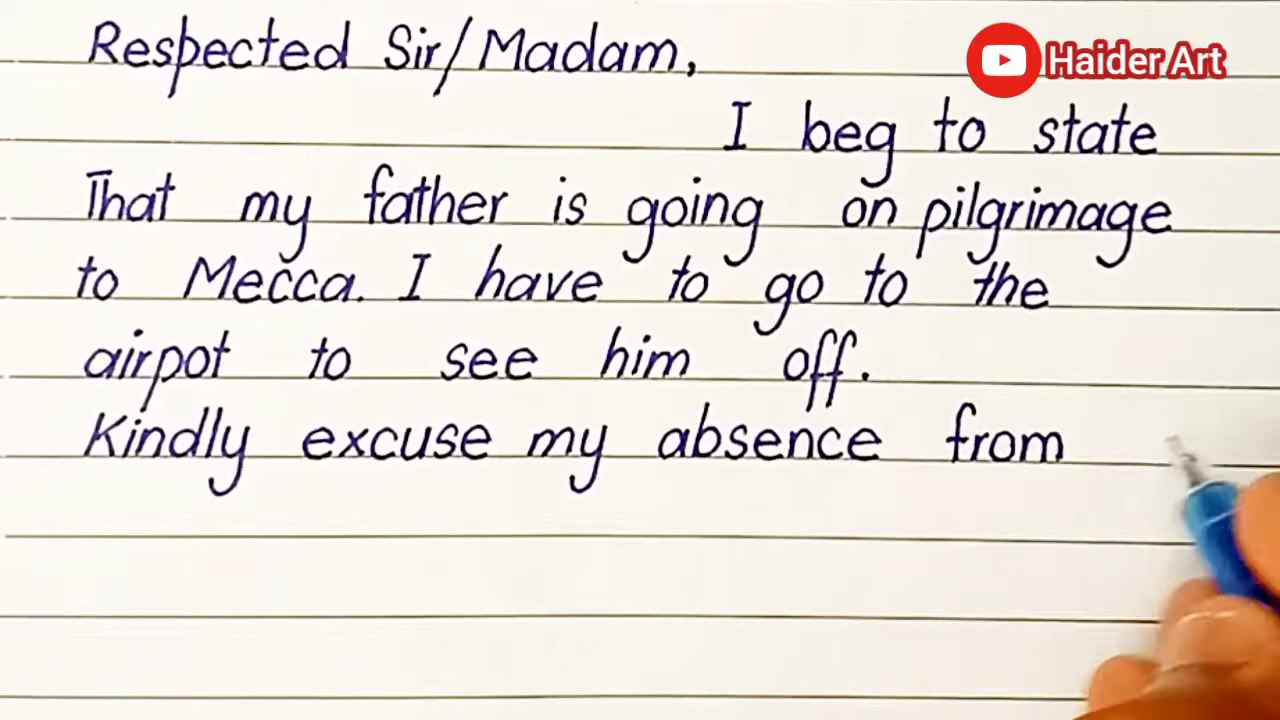 Respected Sir/Madam,
Haider Art
I beg to state
That my father is going on pilgrimage
to Mecca. I have to go to the
airpot to see him off.
Kindly excuse my absence from